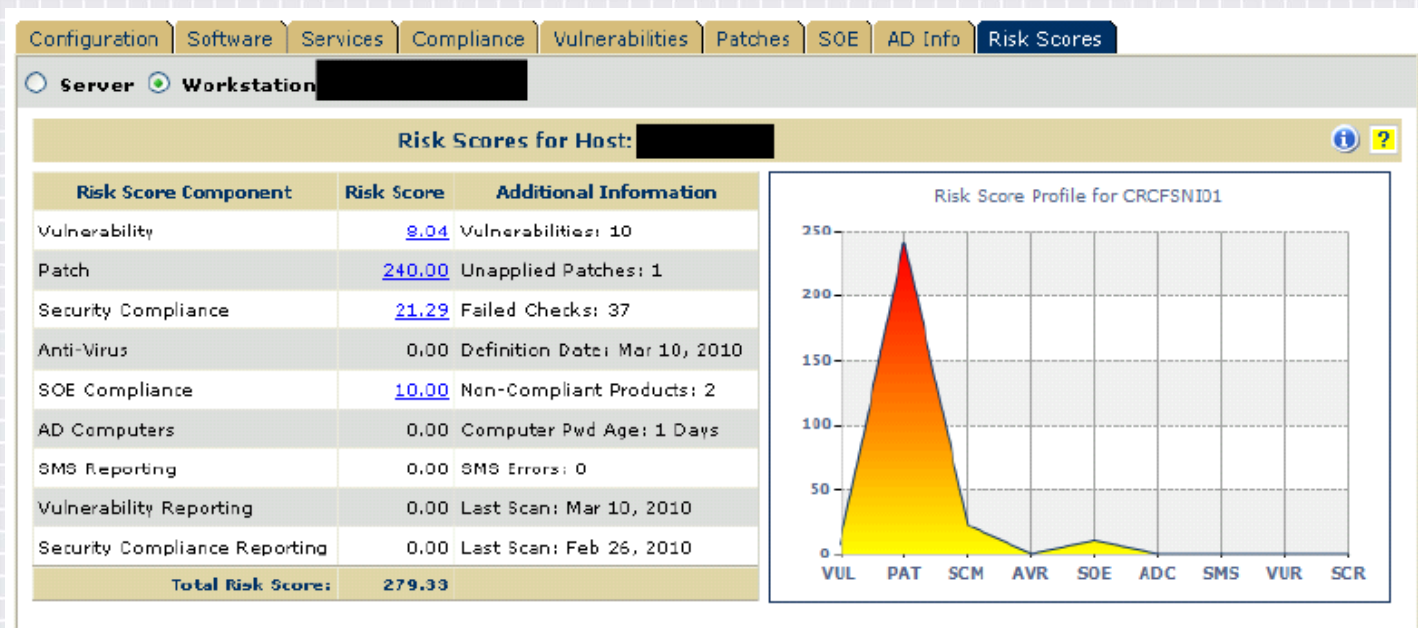 Configuration Software Services Compliance Vulnerabilities Patches SOE AD Info Risk Scores
Server Workstation
Risk Scores for Host:
?
Risk Score Component Risk Score Additional Information
Vulnerability 8.04 Vulnerabilities: 10
Patch 240.00 Unapplied Patches: 1
Security Compliance 21.29 Failed Checks: 37
Anti-Virus 0.00 Definition Date: Mar 10, 2010
SOE Compliance 10.00 Non-Compliant Products: 2
AD Computers 0.00 Computer Pwd Age: 1 Days
SMS Reporting 0.00 SMS Errors: 0
Vulnerability Reporting 0.00 Last Scan: Mar 10, 2010
Security Compliance Reporting 0.00 Last Scan: Feb 26, 2010
Total Risk Score: 279.33
Risk Score Profile for CRCFSNI01
250
200
150
100
50
0
VUL PAT SCM AVR SOE ADC SMS VUR SCR